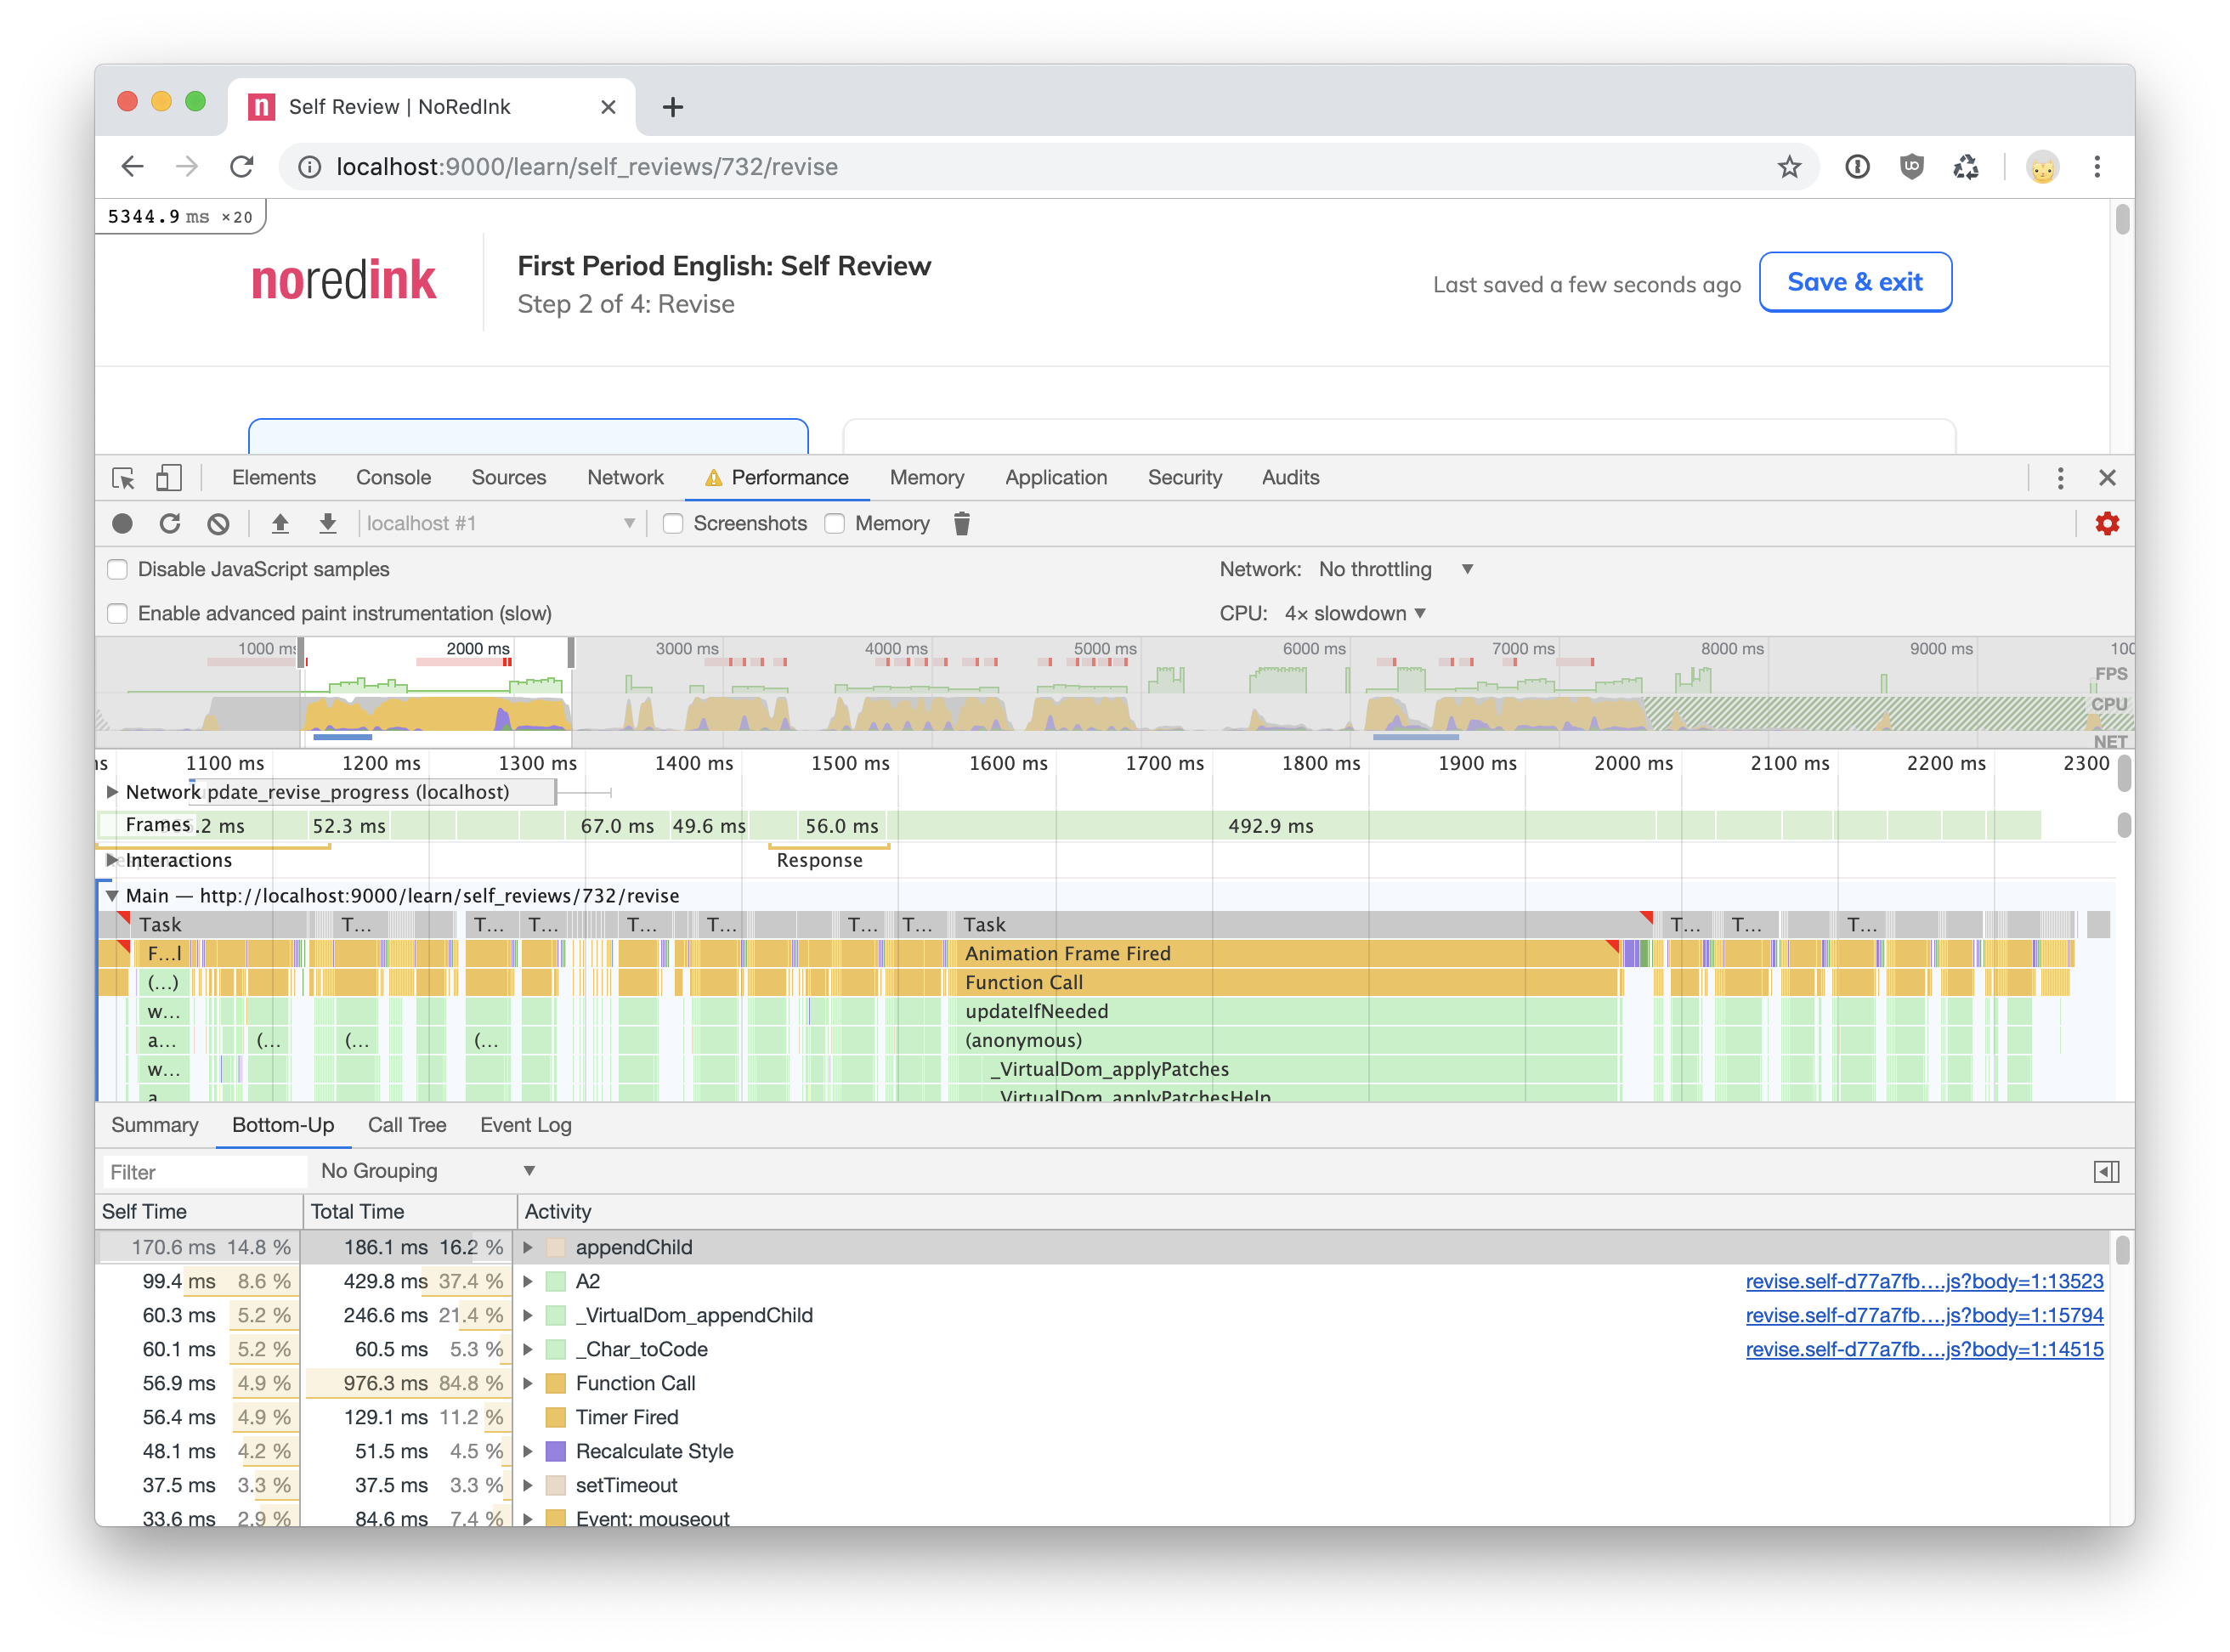 Self Review | NoRedInk
localhost:9000/learn/self_reviews/732/revise
5344.9 ms ×20
noredink
First Period English: Self Review
Step 2 of 4: Revise
Last saved a few seconds ago
Save & exit
Elements Console Sources Network Performance Memory Application Security Audits
localhost #1 Screenshots Memory
Disable JavaScript samples Network: No throttling
Enable advanced paint instrumentation (slow) CPU: 4× slowdown
1000 ms 2000 ms 3000 ms 4000 ms 5000 ms 6000 ms 7000 ms 8000 ms 9000 ms 100
FPS
CPU
NET
ns 1100 ms 1200 ms 1300 ms 1400 ms 1500 ms 1600 ms 1700 ms 1800 ms 1900 ms 2000 ms 2100 ms 2200 ms 2300
Network pdate_revise_progress (localhost)
Frames .2 ms 52.3 ms 67.0 ms 49.6 ms 56.0 ms 492.9 ms
Interactions Response
Main — http://localhost:9000/learn/self_reviews/732/revise
Task T... T... T... T... T... T... T... Task T... T... T...
F...l Animation Frame Fired
(...) Function Call
w... updateIfNeeded
a... (... (... (... (anonymous)
w... _VirtualDom_applyPatches
a _VirtualDom_applyPatchesHelp
Summary Bottom-Up Call Tree Event Log
Filter No Grouping
Self Time Total Time Activity
170.6 ms 14.8 % 186.1 ms 16.2 % appendChild
99.4 ms 8.6 % 429.8 ms 37.4 % A2 revise.self-d77a7fb....js?body=1:13523
60.3 ms 5.2 % 246.6 ms 21.4 % _VirtualDom_appendChild revise.self-d77a7fb....js?body=1:15794
60.1 ms 5.2 % 60.5 ms 5.3 % _Char_toCode revise.self-d77a7fb....js?body=1:14515
56.9 ms 4.9 % 976.3 ms 84.8 % Function Call
56.4 ms 4.9 % 129.1 ms 11.2 % Timer Fired
48.1 ms 4.2 % 51.5 ms 4.5 % Recalculate Style
37.5 ms 3.3 % 37.5 ms 3.3 % setTimeout
33.6 ms 2.9 % 84.6 ms 7.4 % Event: mouseout